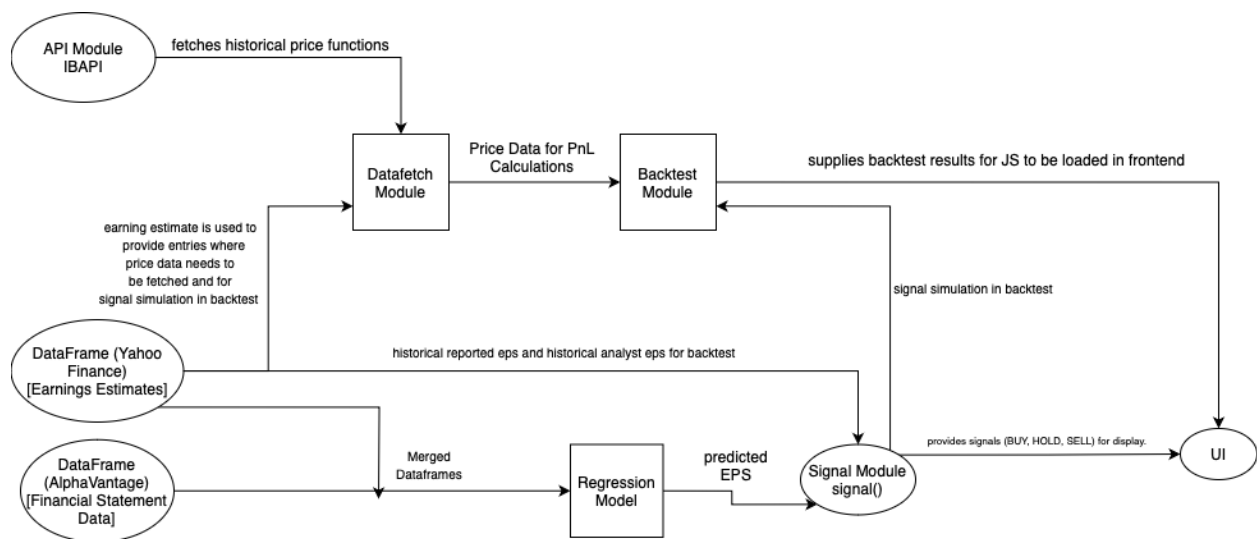 API Module
IBAPI
fetches historical price functions
Datafetch
Module
Price Data for PnL
Calculations
Backtest
Module
supplies backtest results for JS to be loaded in frontend
earning estimate is used to
provide entries where
price data needs to
be fetched and for
signal simulation in backtest
signal simulation in backtest
DataFrame (Yahoo
Finance)
[Earnings Estimates]
historical reported eps and historical analyst eps for backtest
DataFrame
(AlphaVantage)
[Financial Statement
Data]
Merged
Dataframes
Regression
Model
predicted
EPS
Signal Module
signal()
provides signals (BUY, HOLD, SELL) for display.
UI